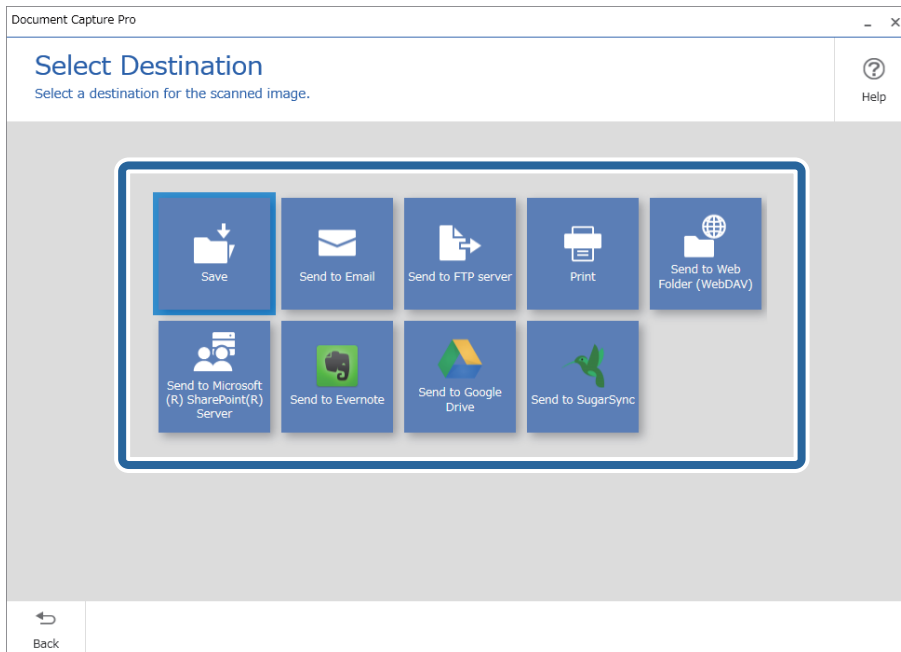 Document Capture Pro
Select Destination
Select a destination for the scanned image.
Help
Save
Send to Email
Send to FTP server
Print
Send to Web
Folder (WebDAV)
Send to Microsoft
(R) SharePoint(R)
Server
Send to Evernote
Send to Google
Drive
Send to SugarSync
Back